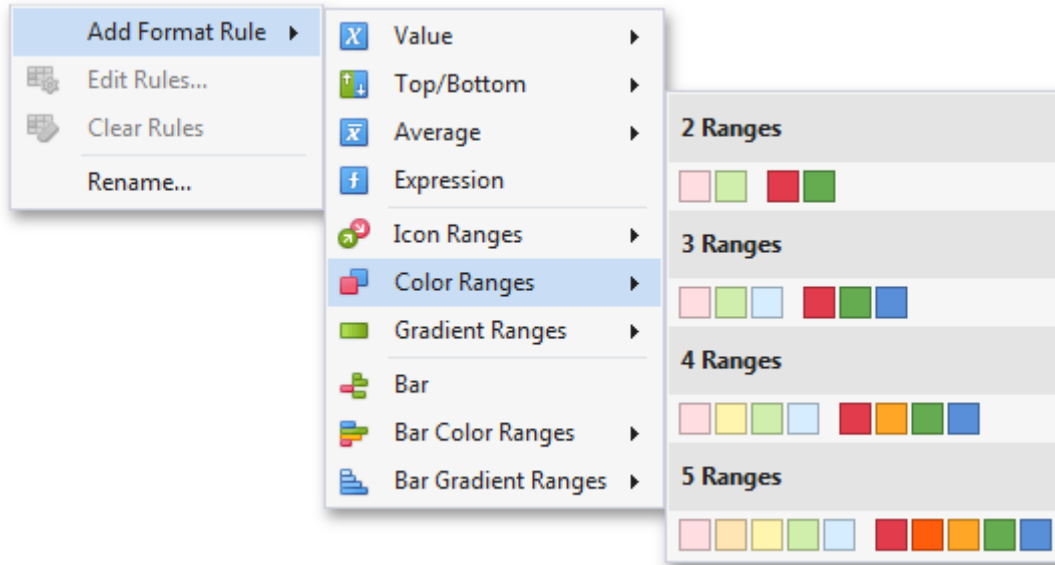 Add Format Rule
Edit Rules...
Clear Rules
Rename...
Value
Top/Bottom
Average
Expression
Icon Ranges
Color Ranges
Gradient Ranges
Bar
Bar Color Ranges
Bar Gradient Ranges
2 Ranges
3 Ranges
4 Ranges
5 Ranges